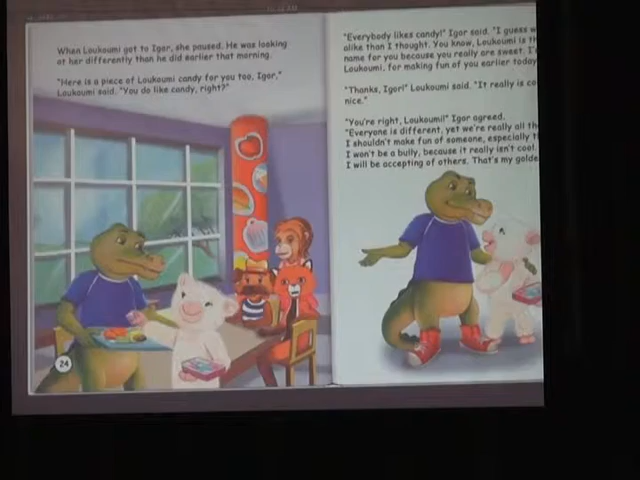 When Loukoumi got to Igor, she paused. He was looking
at her differently than he did earlier that morning.
"Here is a piece of Loukoumi candy for you too, Igor,"
Loukoumi said. "You do like candy, right?"
24
"Everybody likes candy!" Igor said. "I guess w
alike than I thought. You know, Loukoumi is th
name for you because you really are sweet. I'
Loukoumi, for making fun of you earlier today
"Thanks, Igor!" Loukoumi said. "It really is co
nice."
"You're right, Loukoumi!" Igor agreed.
"Everyone is different, yet we're really all th
I shouldn't make fun of someone, especially t
I won't be a bully, because it really isn't cool.
I will be accepting of others. That's my golde